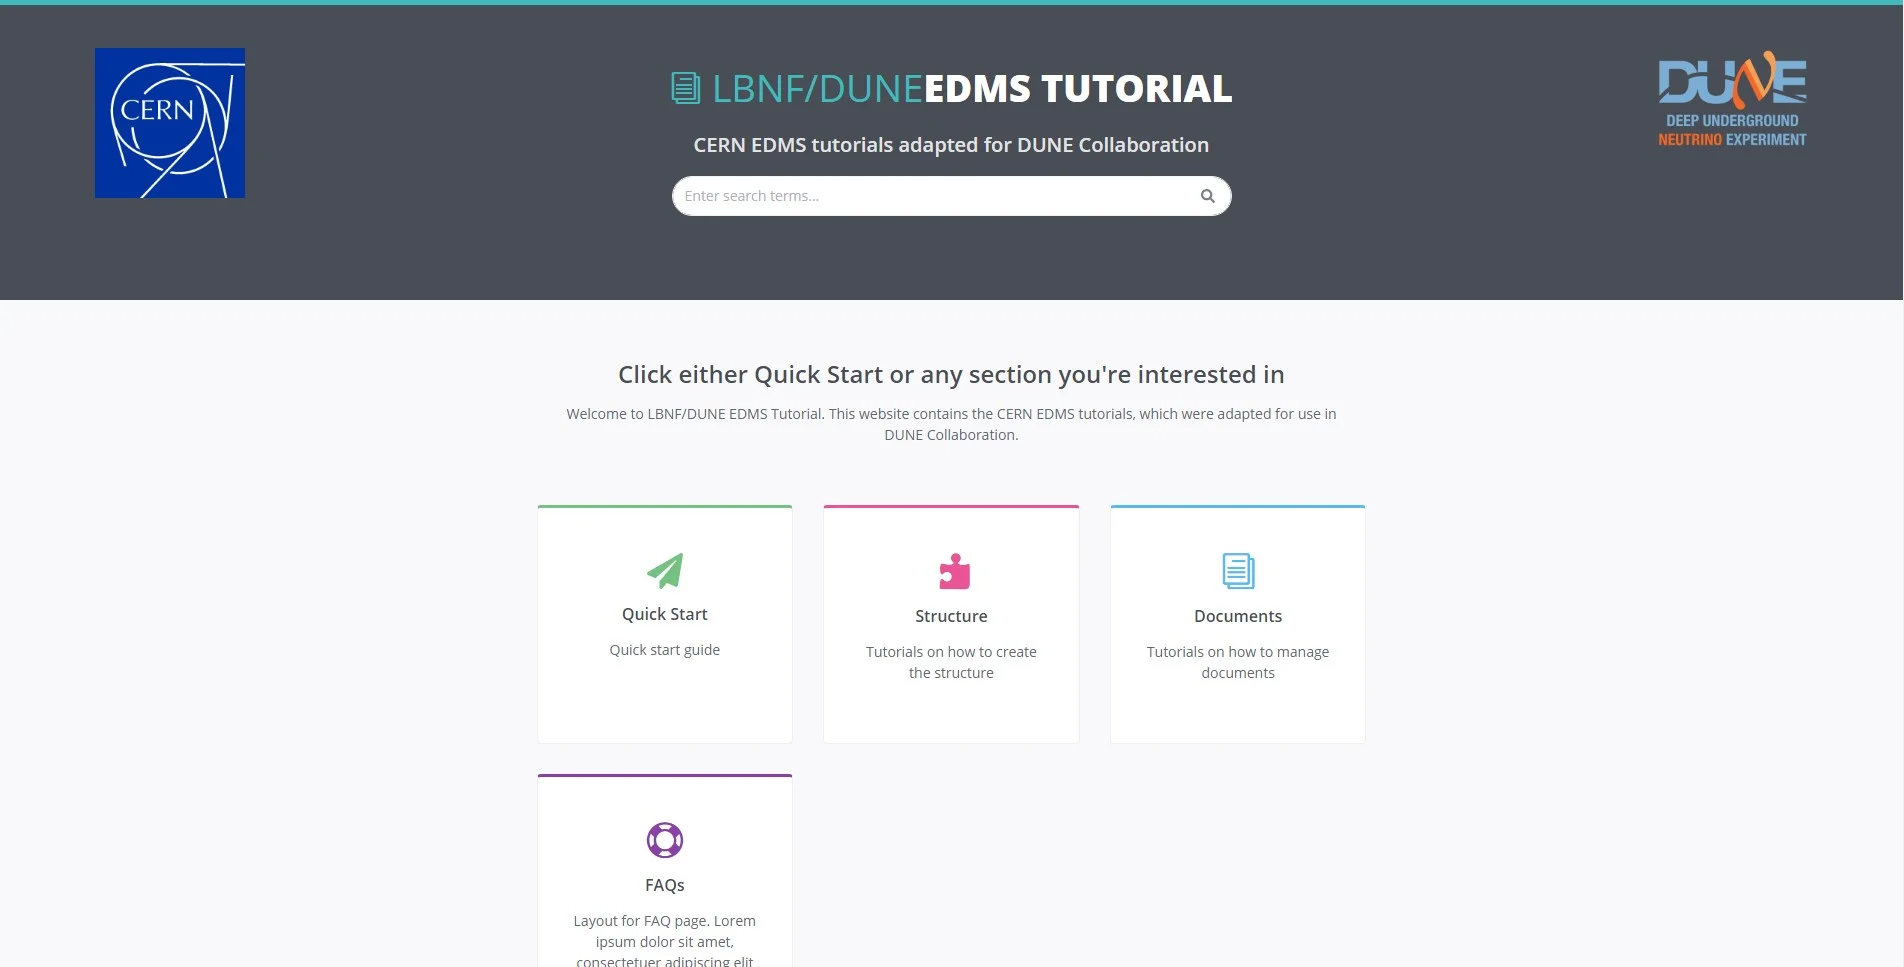 CERN
LBNF/DUNEEDMS TUTORIAL
CERN EDMS tutorials adapted for DUNE Collaboration
Enter search terms...
DUNE
DEEP UNDERGROUND
NEUTRINO EXPERIMENT
Click either Quick Start or any section you're interested in
Welcome to LBNF/DUNE EDMS Tutorial. This website contains the CERN EDMS tutorials, which were adapted for use in
DUNE Collaboration.
Quick Start
Quick start guide
Structure
Tutorials on how to create
the structure
Documents
Tutorials on how to manage
documents
FAQs
Layout for FAQ page. Lorem
ipsum dolor sit amet,
consectetuer adipiscing elit